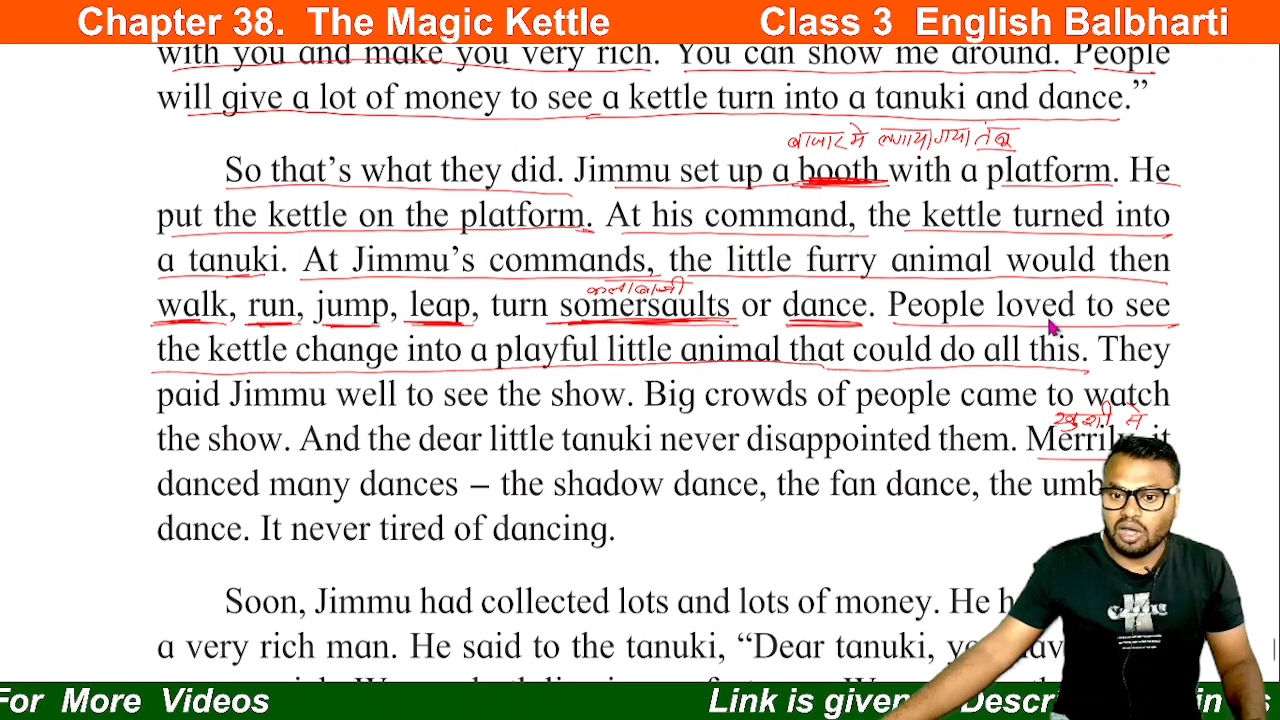 Chapter 38. The Magic Kettle Class 3 English Balbharti
with you and make you very rich. You can show me around. People
will give a lot of money to see a kettle turn into a tanuki and dance.”
बाजार मे लगाया गया तंबू
So that’s what they did. Jimmu set up a booth with a platform. He
put the kettle on the platform. At his command, the kettle turned into
a tanuki. At Jimmu’s commands, the little furry animal would then
कलाबाजी
walk, run, jump, leap, turn somersaults or dance. People loved to see
the kettle change into a playful little animal that could do all this. They
paid Jimmu well to see the show. Big crowds of people came to watch
खुशी मे
the show. And the dear little tanuki never disappointed them. Merrily, it
danced many dances – the shadow dance, the fan dance, the umb
dance. It never tired of dancing.
Soon, Jimmu had collected lots and lots of money. He h
a very rich man. He said to the tanuki, “Dear tanuki,
For More Videos Link is given Descri in